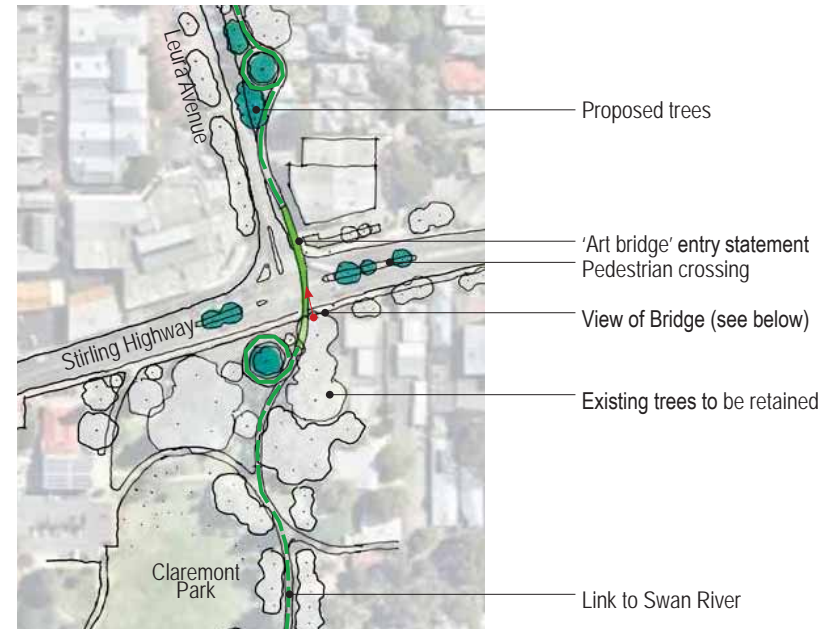 Leura Avenue
Proposed trees
'Art bridge' entry statement
Pedestrian crossing
View of Bridge (see below)
Stirling Highway
Existing trees to be retained
Claremont
Park
Link to Swan River